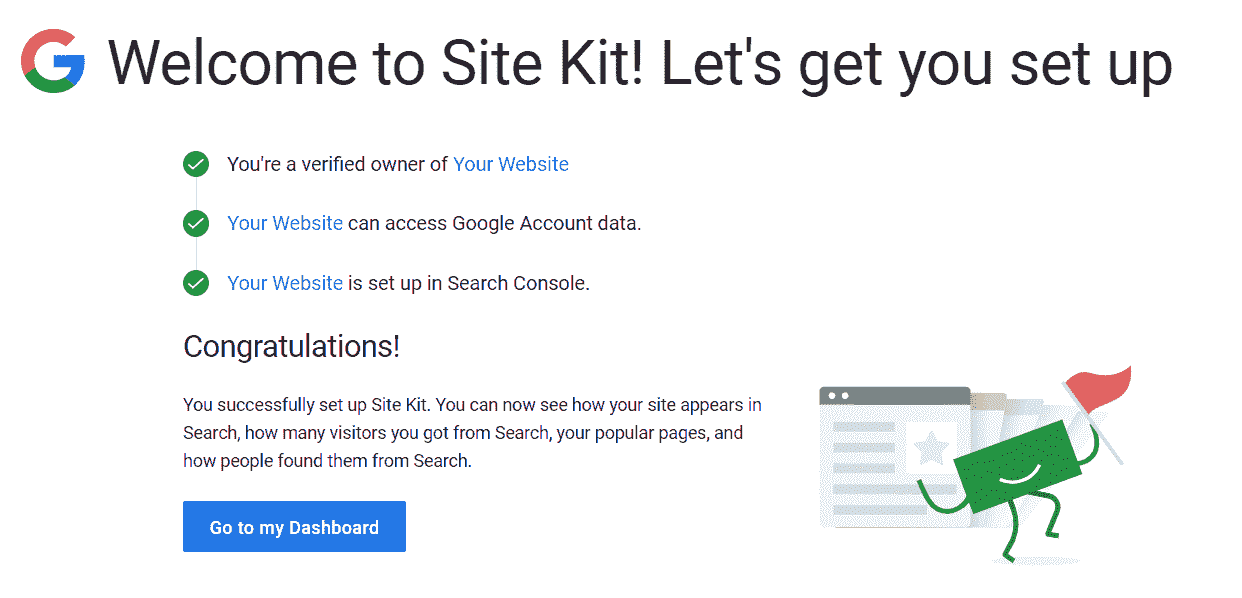 Welcome to Site Kit! Let's get you set up
You're a verified owner of Your Website
Your Website can access Google Account data.
Your Website is set up in Search Console.
Congratulations!
You successfully set up Site Kit. You can now see how your site appears in
Search, how many visitors you got from Search, your popular pages, and
how people found them from Search.
Go to my Dashboard